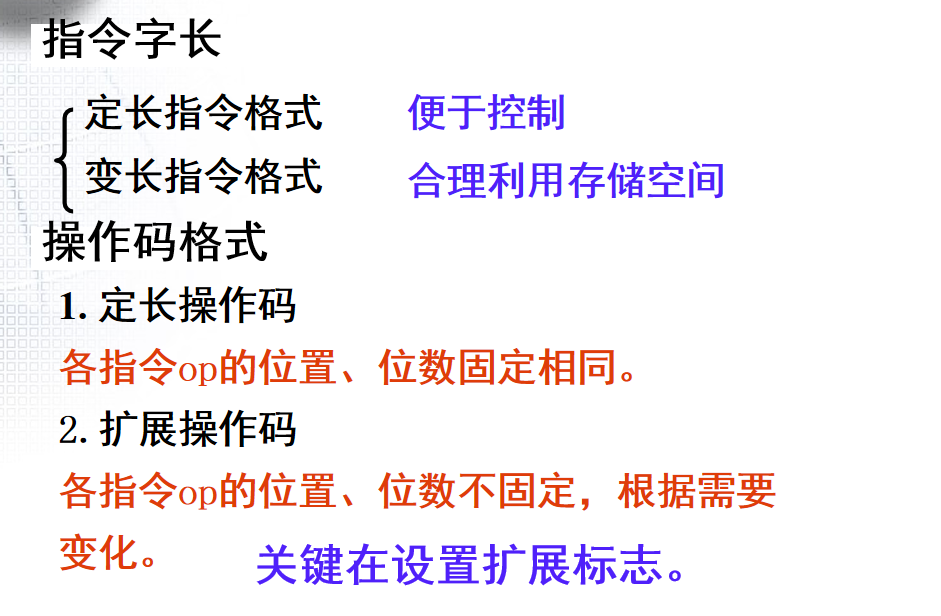 指令字长
定长指令格式 便于控制
变长指令格式 合理利用存储空间
操作码格式
1. 定长操作码
各指令op的位置、位数固定相同。
2. 扩展操作码
各指令op的位置、位数不固定，根据需要
变化。 关键在设置扩展标志。